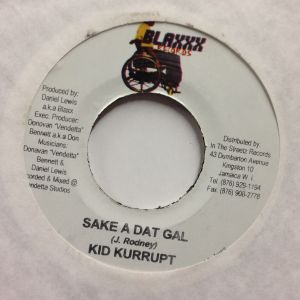 BLAXXX
RECORDS
Produced by:
Daniel Lewis
a.k.a Blaxx
Exec. Producer:
Donovan "Vendetta"
Bennett a.k.a Don
Musicians:
Donovan "Vendetta"
Bennett &
Daniel Lewis
corded & Mixed @
endetta Studios
Distributed by:
In The Streetz Records
43 Dumbarton Avenue
Kingston 10
Jamaica W.I.
Tel. (876) 929-1194
Fax. (876) 906-2778
SAKE A DAT GAL
(J. Rodney)
KID KURRUPT